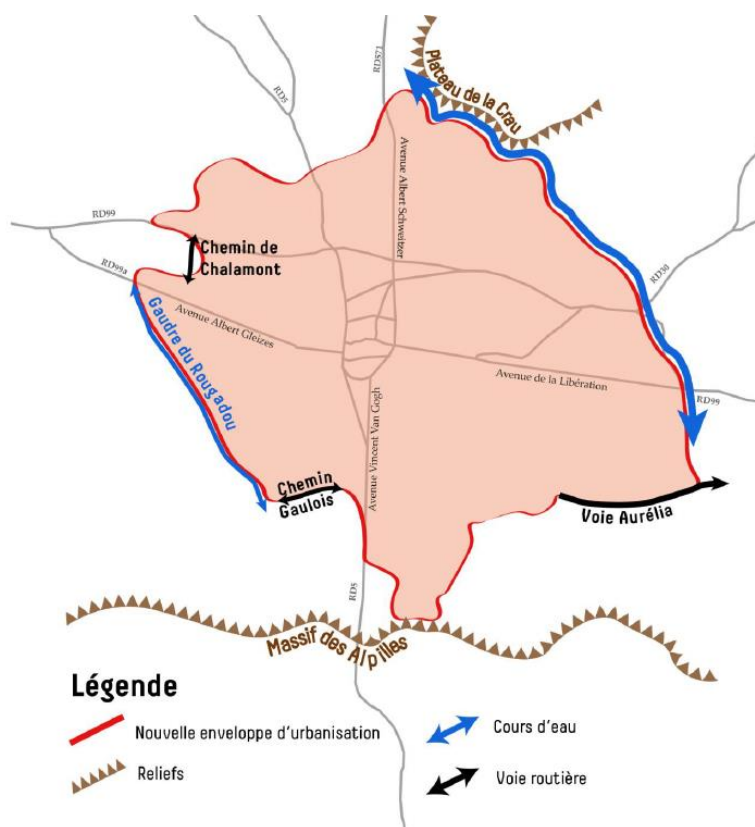 RD571
RD5
Plateau de la Crau
Avenue Albert Schweitzer
RD99
Chemin de
Chalamont
RD99a
RD30
Gaudre du Rougadou
Avenue Albert Gleizes
Avenue de la Libération
RD99
Avenue Vincent Van Gogh
Chemin
Gaulois
Voie Aurélia
RD5
Massif des Alpilles
Légende
Nouvelle enveloppe d'urbanisation
Cours d'eau
Reliefs
Voie routière